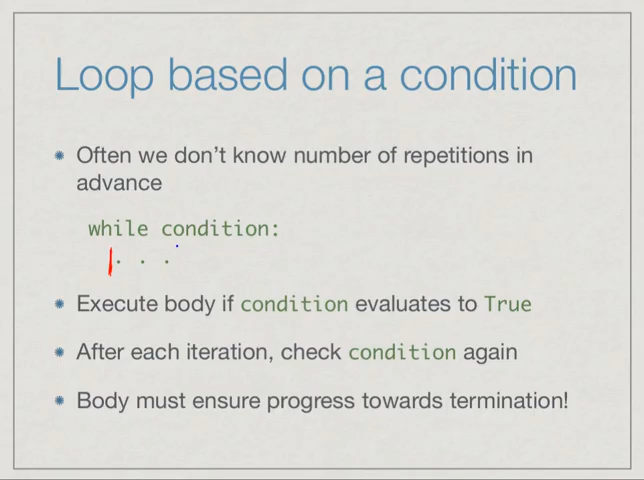 Loop based on a condition
Often we don't know number of repetitions in
advance
while condition:
. . .
Execute body if condition evaluates to True
After each iteration, check condition again
Body must ensure progress towards termination!